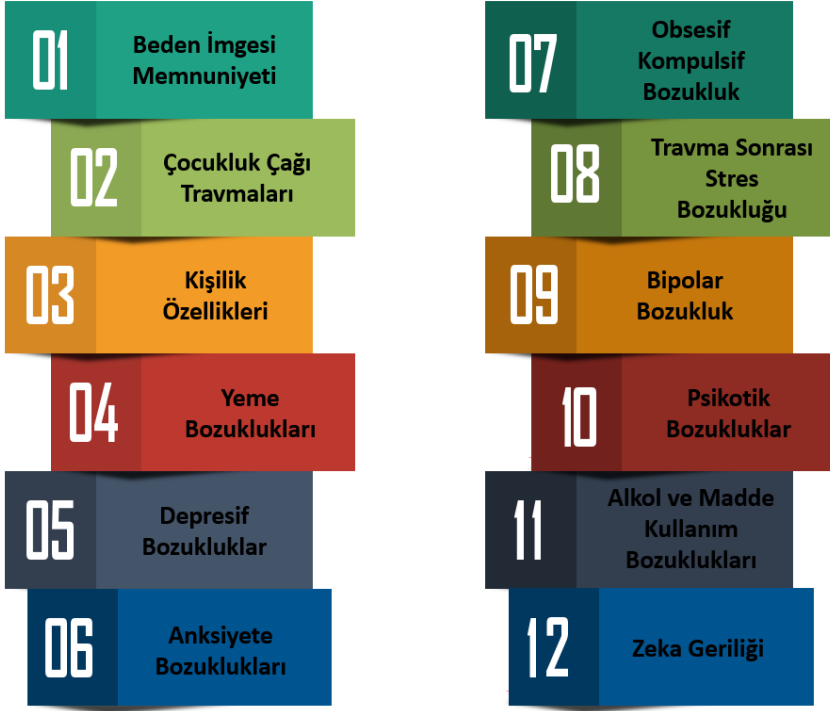 01
Beden İmgesi
Memnuniyeti
02
Çocukluk Çağı
Travmaları
03
Kişilik
Özellikleri
04
Yeme
Bozuklukları
05
Depresif
Bozukluklar
06
Anksiyete
Bozuklukları
07
Obsesif
Kompulsif
Bozukluk
08
Travma Sonrası
Stres
Bozukluğu
09
Bipolar
Bozukluk
10
Psikotik
Bozukluklar
11
Alkol ve Madde
Kullanım
Bozuklukları
12
Zeka Geriliği